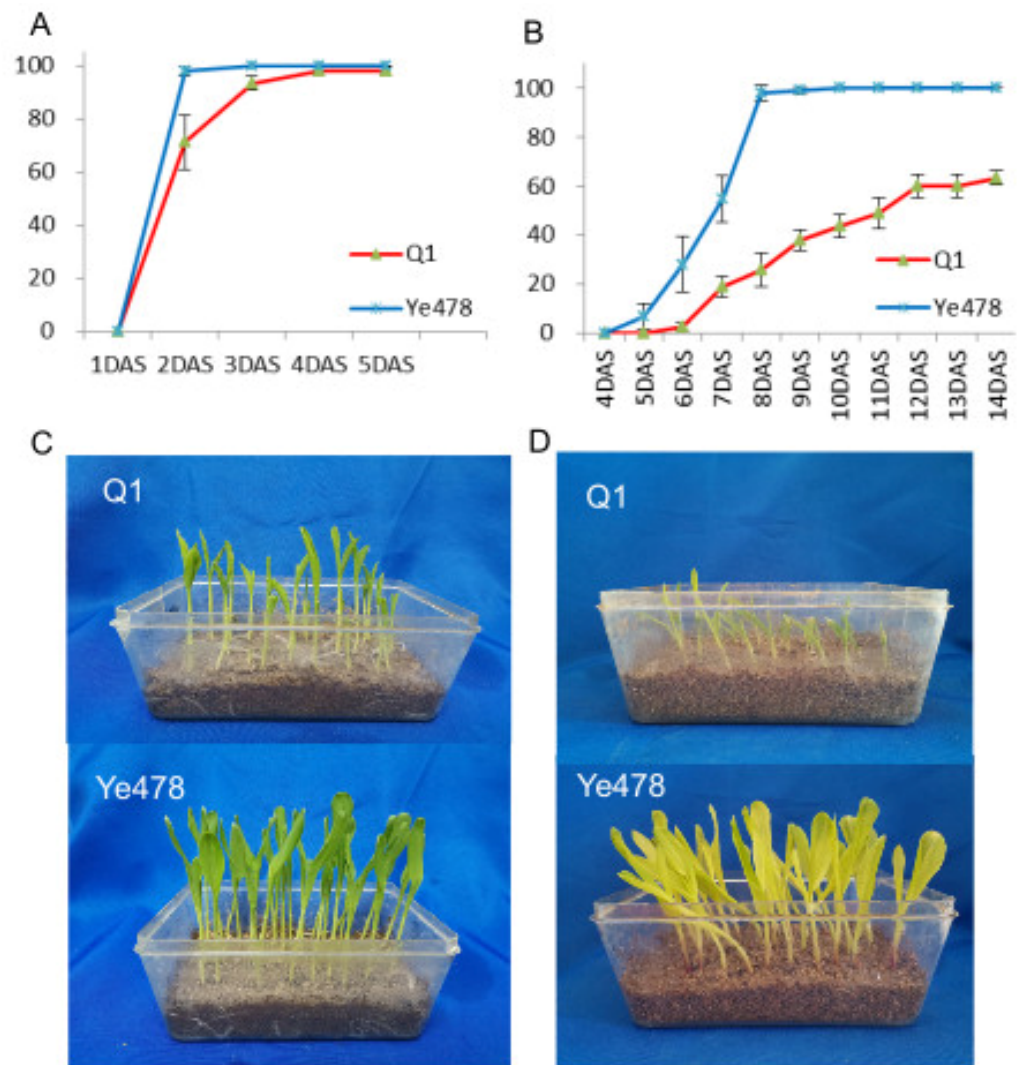 A
100
80
60
40
20
0
Q1
Ye478
1DAS 2DAS 3DAS 4DAS 5DAS
B
100
80
60
40
20
0
Q1
Ye478
4DAS
5DAS
6DAS
7DAS
8DAS
9DAS
10DAS
11DAS
12DAS
13DAS
14DAS
C
Q1
Ye478
D
Q1
Ye478